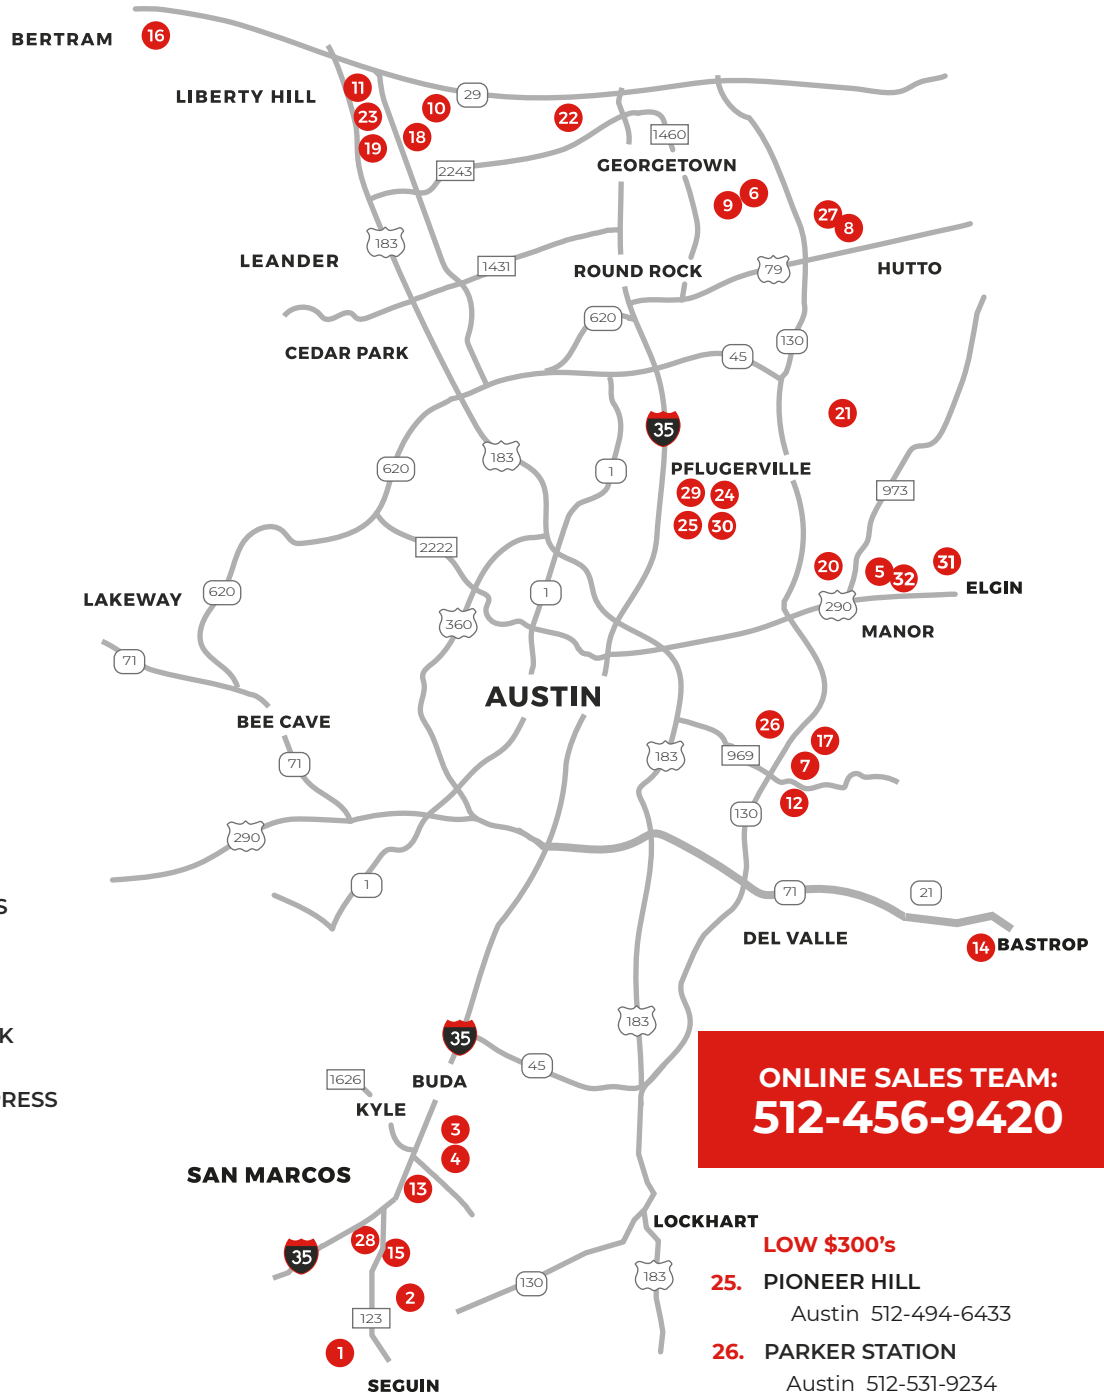 BERTRAM
16
LIBERTY HILL
11
23
19
10
18
29
22
1460
2243
GEORGETOWN
9
6
27
8
183
LEANDER
1431
ROUND ROCK
79
HUTTO
620
130
CEDAR PARK
45
21
35
183
620
1
PFLUGERVILLE
29
24
25
30
973
2222
20
5
32
31
ELGIN
LAKEWAY
620
1
290
360
MANOR
71
AUSTIN
BEE CAVE
26
17
7
12
969
183
71
130
290
1
71
21
S
DEL VALLE
14
BASTROP
183
K
35
45
1626
BUDA
RESS
KYLE
3
4
SAN MARCOS
13
28
15
35
2
130
123
1
SEGUIN
LOCKHART
183
ONLINE SALES TEAM:
512-456-9420
LOW $300's
25. PIONEER HILL
Austin 512-494-6433
26. PARKER STATION
Austin 512-531-9234